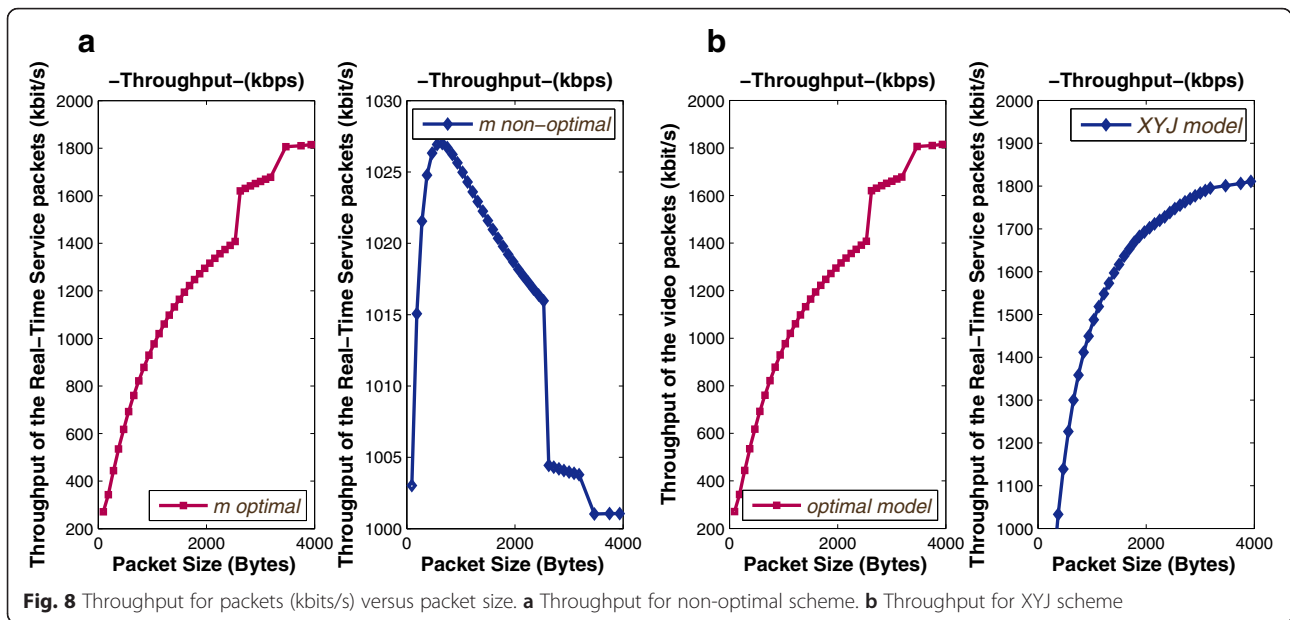 a
–Throughput–(kbps)
Throughput of the Real–Time Service packets (kbit/s)
2000
1800
1600
1400
1200
1000
800
600
400
200
m optimal
0
2000
4000
Packet Size (Bytes)
–Throughput–(kbps)
Throughput of the Real–Time Service packets (kbit/s)
1030
1025
1020
1015
1010
1005
1000
m non–optimal
0
2000
4000
Packet Size (Bytes)
b
–Throughput–(kbps)
Throughput of the video packets (kbit/s)
2000
1800
1600
1400
1200
1000
800
600
400
200
optimal model
0
2000
4000
Packet Size (Bytes)
–Throughput–(kbps)
Throughput of the Real–Time Service packets (kbit/s)
2000
1900
1800
1700
1600
1500
1400
1300
1200
1100
1000
XYJ model
0
2000
4000
Packet Size (Bytes)
Fig. 8 Throughput for packets (kbits/s) versus packet size. a Throughput for non-optimal scheme. b Throughput for XYJ scheme